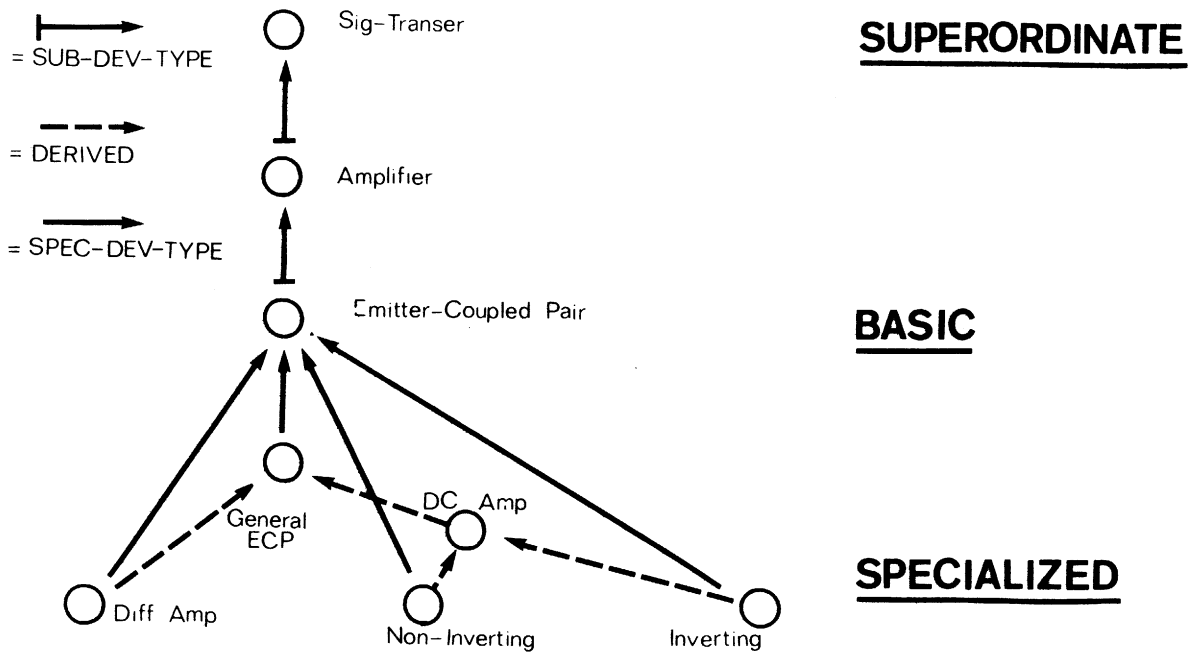 Sig-Transer
SUPERORDINATE
= SUB-DEV-TYPE
= DERIVED
Amplifier
= SPEC-DEV-TYPE
Emitter-Coupled Pair
BASIC
DC Amp
General
ECP
SPECIALIZED
Diff Amp
Non-Inverting
Inverting